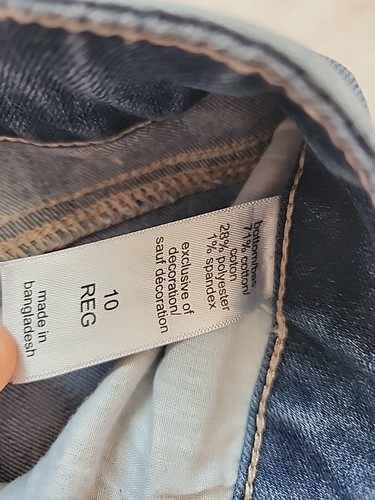 bottom/bas:
71% cotton/
coton
28% polyester
1% spandex
exclusive of
decoration/
sauf décoration
10
REG
made in
bangladesh